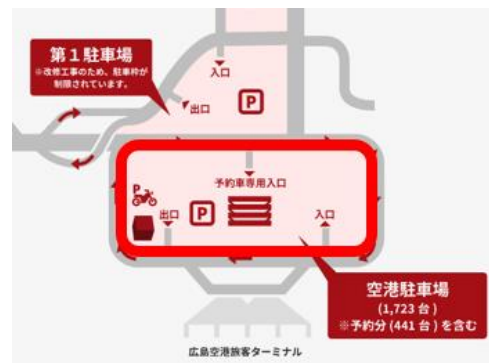 第1駐車場
※改修工事のため、駐車枠が
制限されています。
入口
出口
P
予約車専用入口
P
出口
P
入口
空港駐車場
(1,723 台)
※予約分(441 台)を含む
広島空港旅客ターミナル